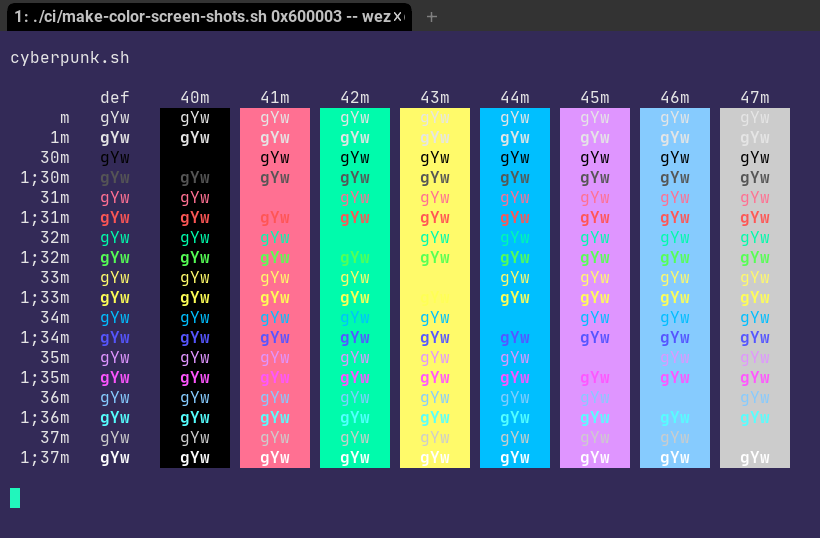 1: ./ci/make-color-screen-shots.sh 0x600003 -- wez
cyberpunk.sh
def 40m 41m 42m 43m 44m 45m 46m 47m
m gYw gYw gYw gYw gYw gYw gYw gYw gYw
1m gYw gYw gYw gYw gYw gYw gYw gYw gYw
30m gYw gYw gYw gYw gYw gYw gYw gYw
1;30m gYw gYw gYw gYw gYw gYw gYw gYw gYw
31m gYw gYw gYw gYw gYw gYw gYw gYw
1;31m gYw gYw gYw gYw gYw gYw gYw gYw gYw
32m gYw gYw gYw gYw gYw gYw gYw gYw
1;32m gYw gYw gYw gYw gYw gYw gYw gYw gYw
33m gYw gYw gYw gYw gYw gYw gYw gYw
1;33m gYw gYw gYw gYw gYw gYw gYw gYw
34m gYw gYw gYw gYw gYw gYw gYw gYw
1;34m gYw gYw gYw gYw gYw gYw gYw gYw gYw
35m gYw gYw gYw gYw gYw gYw gYw gYw
1;35m gYw gYw gYw gYw gYw gYw gYw gYw gYw
36m gYw gYw gYw gYw gYw gYw gYw gYw
1;36m gYw gYw gYw gYw gYw gYw gYw gYw gYw
37m gYw gYw gYw gYw gYw gYw gYw gYw
1;37m gYw gYw gYw gYw gYw gYw gYw gYw gYw